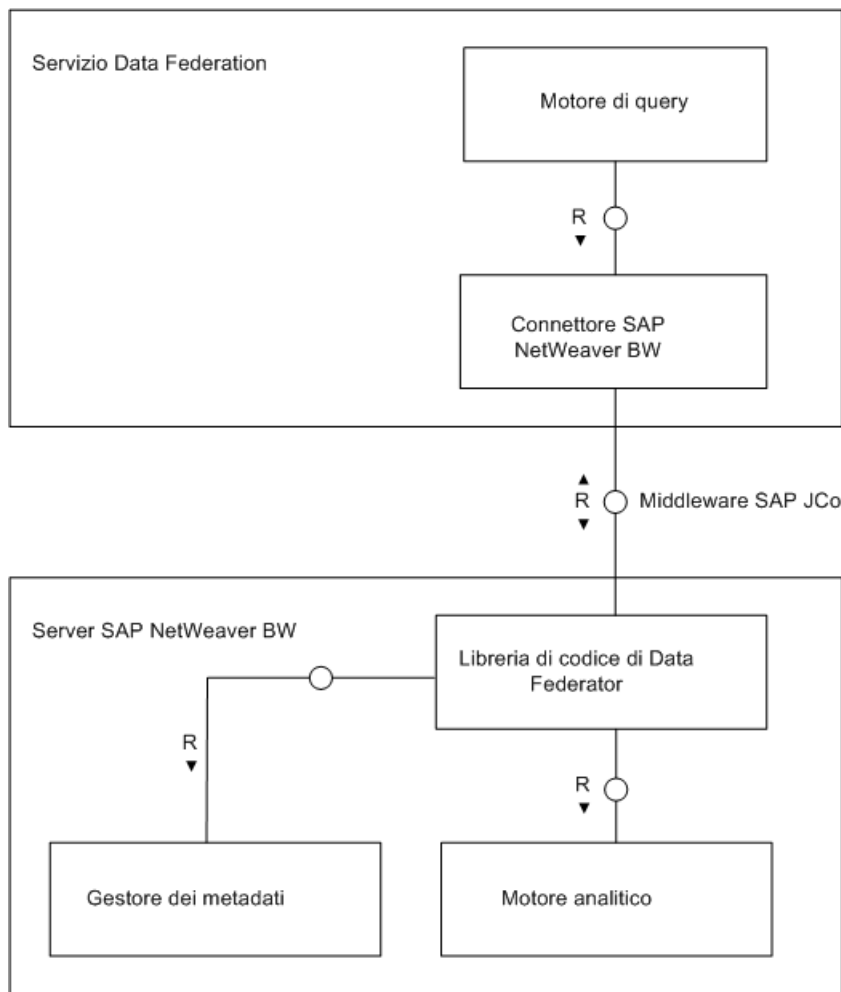 Servizio Data Federation
Motore di query
R
▼
Connettore SAP
NetWeaver BW
▲
R
▼
Middleware SAP JCo
Server SAP NetWeaver BW
Libreria di codice di Data
Federator
R
▼
R
▼
Gestore dei metadati
Motore analitico